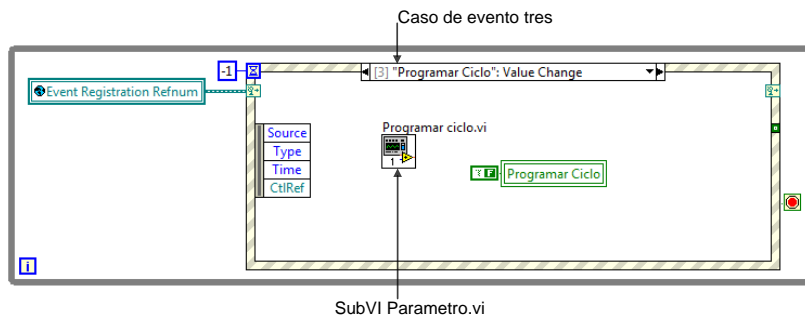 Caso de evento tres
-1
[3] "Programar Ciclo": Value Change
Event Registration Refnum
Source
Type
Time
CtlRef
Programar ciclo.vi
1
F
Programar Ciclo
i
SubVI Parametro.vi